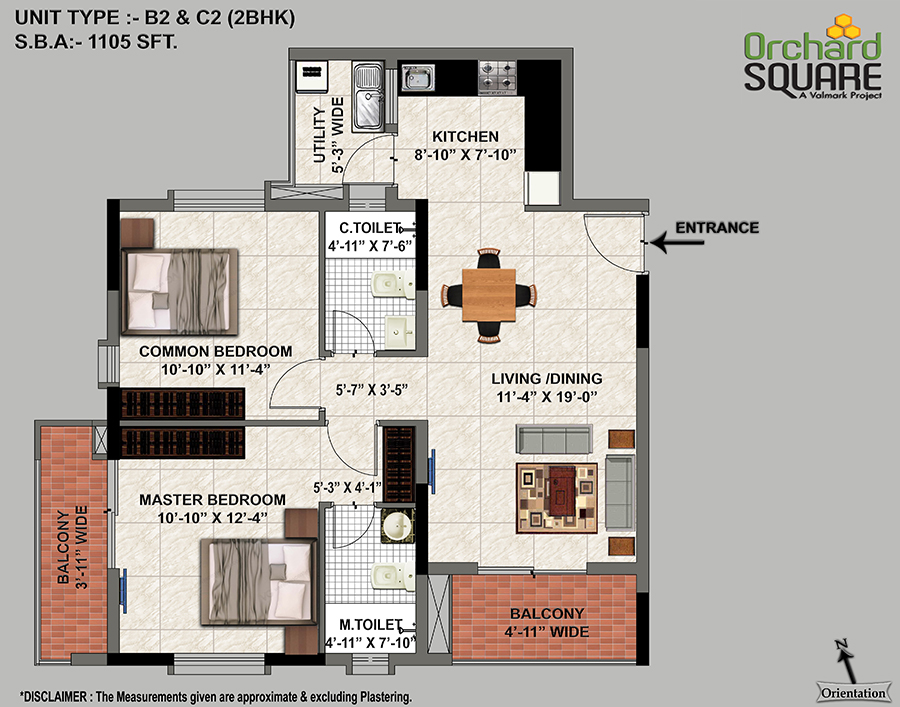 UNIT TYPE :- B2 & C2 (2BHK)
S.B.A:- 1105 SFT.
Orchard
SQUARE
A Valmark Project
UTILITY
5'-3" WIDE
KITCHEN
8'-10" X 7'-10"
C.TOILET
4'-11" X 7'-6"
ENTRANCE
COMMON BEDROOM
10'-10" X 11'-4"
5'-7" X 3'-5"
LIVING /DINING
11'-4" X 19'-0"
MASTER BEDROOM
10'-10" X 12'-4"
5'-3" X 4'-1"
BALCONY
3'-11" WIDE
M.TOILET
4'-11" X 7'-10"
BALCONY
4'-11" WIDE
N
Orientation
*DISCLAIMER : The Measurements given are approximate & excluding Plastering.